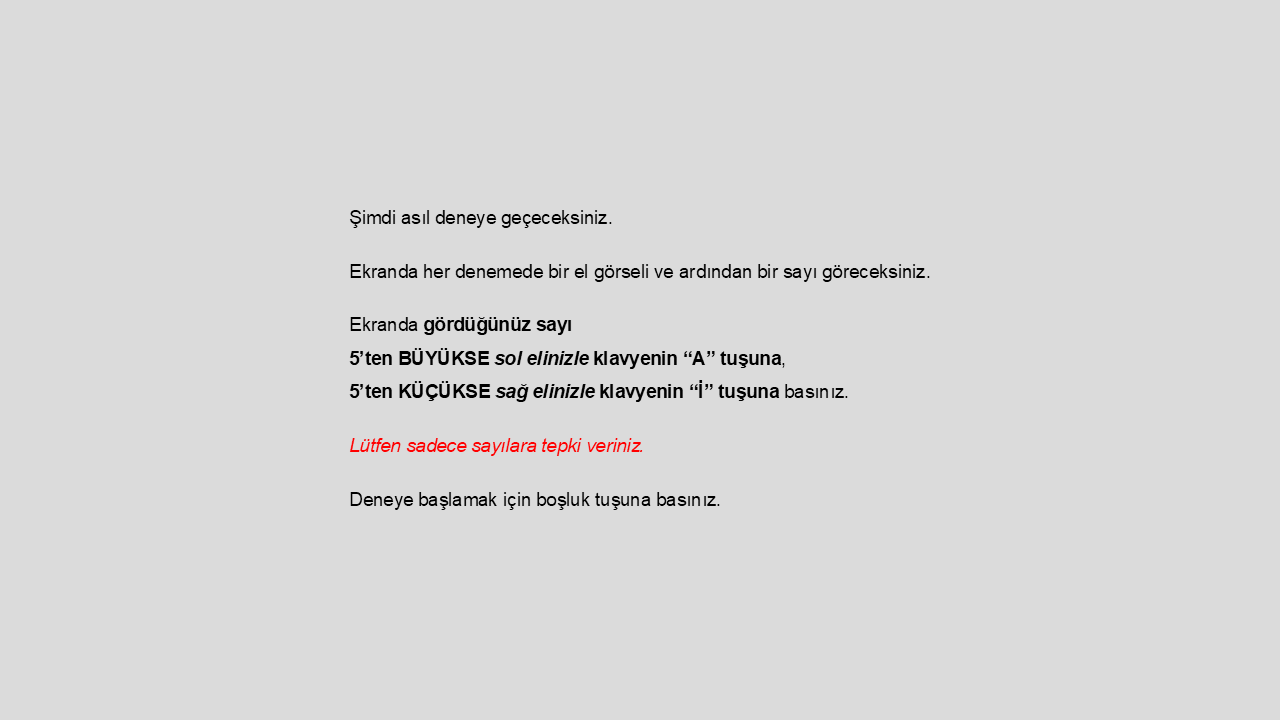 Şimdi asıl deneye geçeceksiniz.
Ekranda her denemede bir el görseli ve ardından bir sayı göreceksiniz.
Ekranda gördüğünüz sayı
5’ten BÜYÜKSE sol elinizle klavyenin “A” tuşuna,
5’ten KÜÇÜKSE sağ elinizle klavyenin “İ” tuşuna basınız.
Lütfen sadece sayılara tepki veriniz.
Deneye başlamak için boşluk tuşuna basınız.